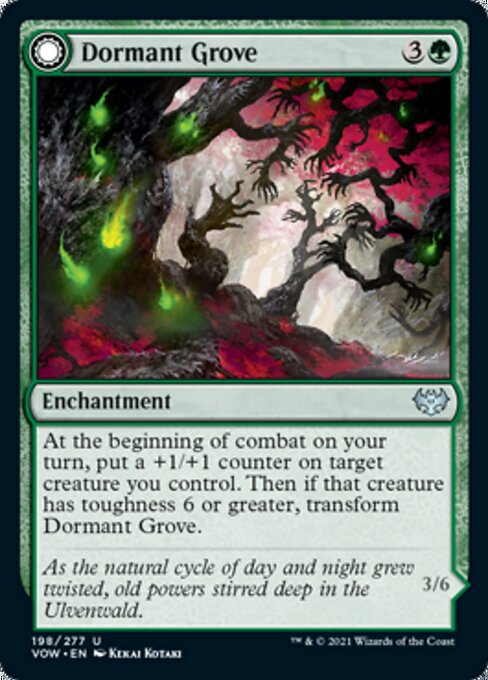 Dormant Grove 3
Enchantment
At the beginning of combat on your
turn, put a +1/+1 counter on target
creature you control. Then if that creature
has toughness 6 or greater, transform
Dormant Grove.
As the natural cycle of day and night grew
twisted, old powers stirred deep in the
Ulvenwald.
3/6
198/277 U
VOW • EN Kekai Kotaki
™ & © 2021 Wizards of the Coast